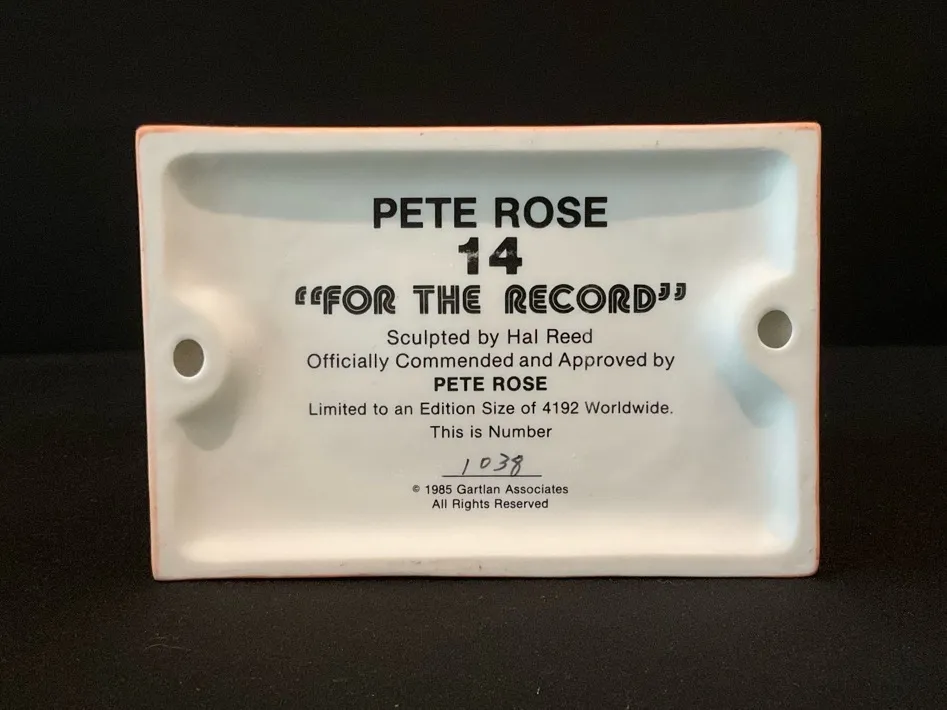 PETE ROSE
14
“FOR THE RECORD”
Sculpted by Hal Reed
Officially Commended and Approved by
PETE ROSE
Limited to an Edition Size of 4192 Worldwide.
This is Number
1038
© 1985 Gartlan Associates
All Rights Reserved